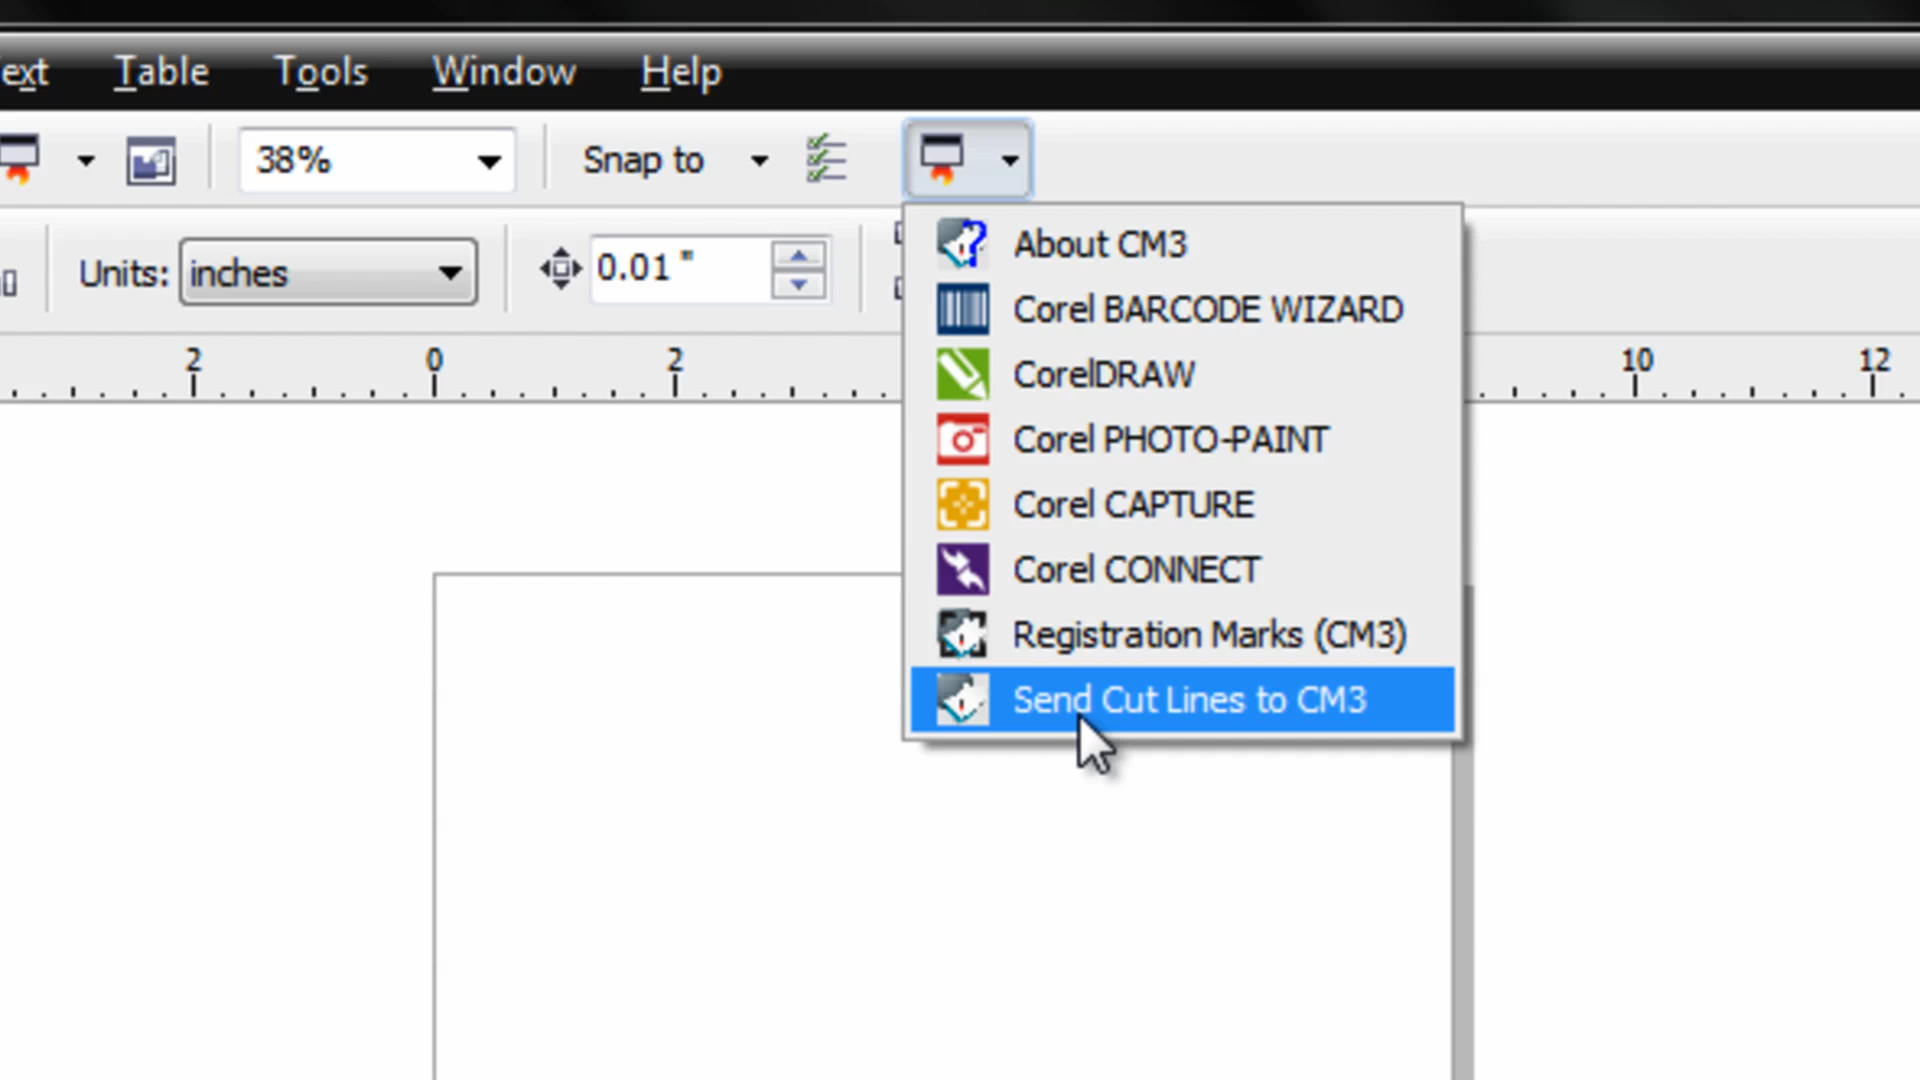 ext Table Tools Window Help
38% Snap to
Units: inches 0.01 "
2 0 2 10 12
About CM3
Corel BARCODE WIZARD
CorelDRAW
Corel PHOTO-PAINT
Corel CAPTURE
Corel CONNECT
Registration Marks (CM3)
Send Cut Lines to CM3